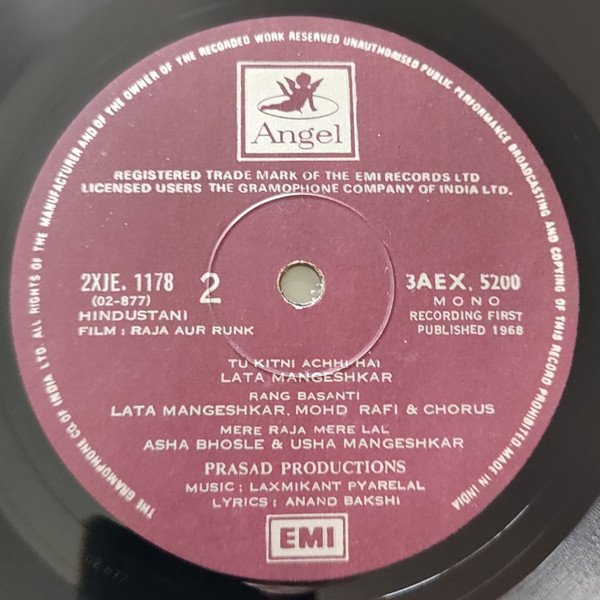 THE GRAMOPHONE CO. OF INDIA LTD. ALL RIGHTS OF THE MANUFACTURER AND OF THE OWNER OF THE RECORDED WORK RESERVED UNAUTHORISED PUBLIC PERFORMANCE BROADCASTING AND COPYING OF THIS RECORD PROHIBITED. MADE IN INDIA
Angel
REGISTERED TRADE MARK OF THE EMI RECORDS LTD
LICENSED USERS THE GRAMOPHONE COMPANY OF INDIA LTD.
2XJE. 1178 2 3AEX. 5200
(02-877) MONO
HINDUSTANI RECORDING FIRST
FILM : RAJA AUR RUNK PUBLISHED 1968
TU KITNI ACHHI HAI
LATA MANGESHKAR
RANG BASANTI
LATA MANGESHKAR, MOHD RAFI & CHORUS
MERE RAJA MERE LAL
ASHA BHOSLE & USHA MANGESHKAR
PRASAD PRODUCTIONS
MUSIC ; LAXMIKANT PYARELAL
LYRICS ; ANAND BAKSHI
EMI